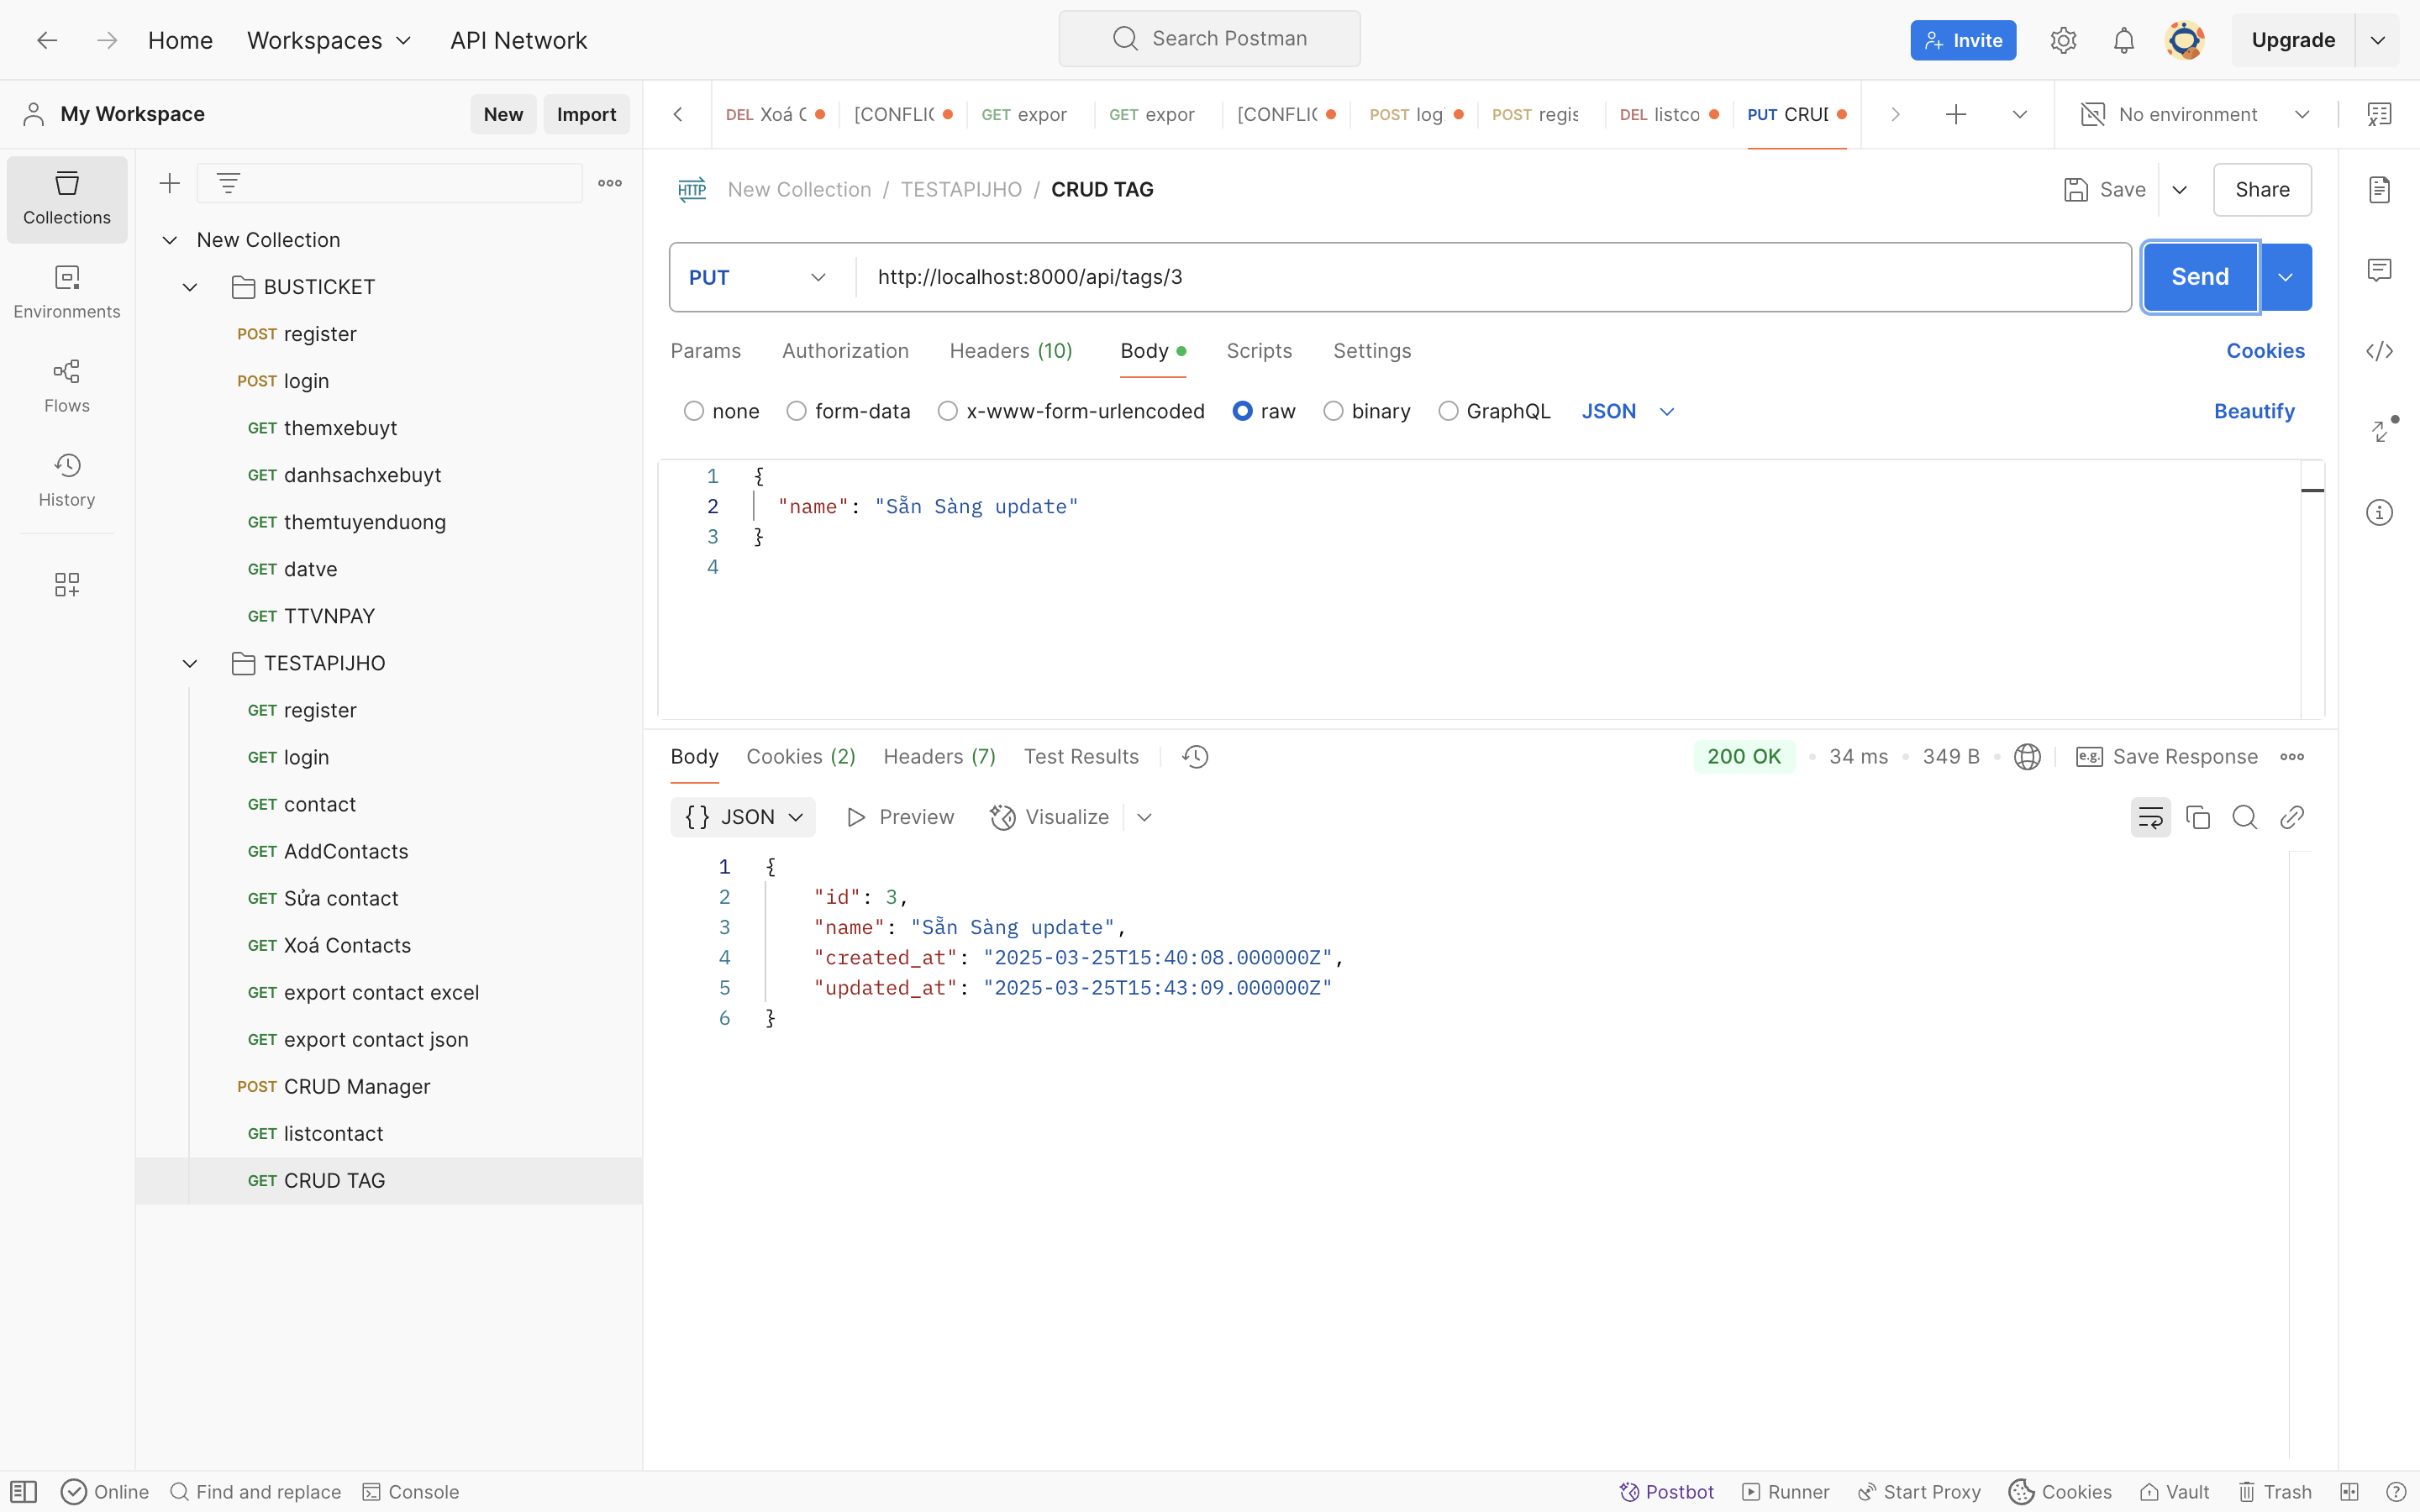 Home Workspaces API Network Search Postman Invite Upgrade
My Workspace New Import
DEL Xoá C [CONFLIC GET expor GET expor [CONFLIC POST log POST regis DEL listco PUT CRUD No environment
Collections
Environments
Flows
History
New Collection
BUSTICKET
POST register
POST login
GET themxebuyt
GET danhsachxebuyt
GET themtuyenduong
GET datve
GET TTVNPAY
TESTAPIJHO
GET register
GET login
GET contact
GET AddContacts
GET Sửa contact
GET Xoá Contacts
GET export contact excel
GET export contact json
POST CRUD Manager
GET listcontact
GET CRUD TAG
HTTP New Collection / TESTAPIJHO / CRUD TAG Save Share
PUT http://localhost:8000/api/tags/3 Send
Params Authorization Headers (10) Body Scripts Settings Cookies
none form-data x-www-form-urlencoded raw binary GraphQL JSON Beautify
1 {
2 "name": "Sẵn Sàng update"
3 }
4
Body Cookies (2) Headers (7) Test Results 200 OK 34 ms 349 B e.g. Save Response
{} JSON Preview Visualize
1 {
2 "id": 3,
3 "name": "Sẵn Sàng update",
4 "created_at": "2025-03-25T15:40:08.000000Z",
5 "updated_at": "2025-03-25T15:43:09.000000Z"
6 }
Online Find and replace Console Postbot Runner Start Proxy Cookies Vault Trash